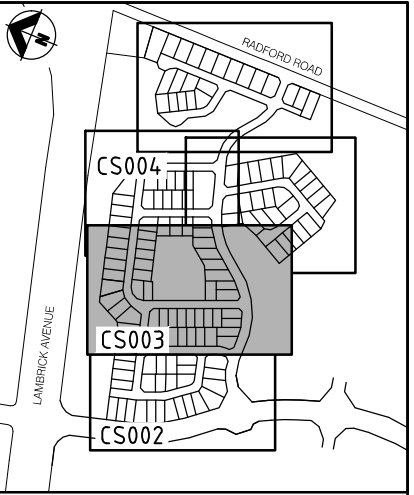 N
RADFORD ROAD
CS004
LAMBRICK AVENUE
CS003
CS002